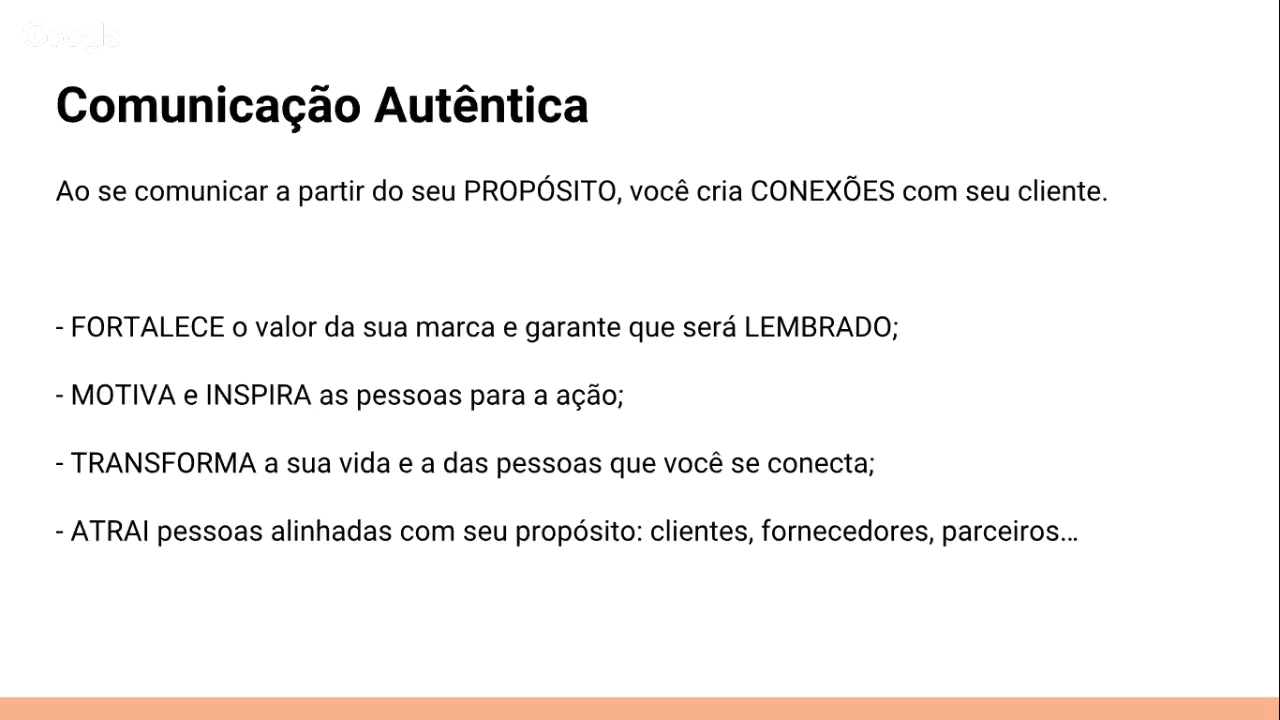 Google
Comunicação Autêntica
Ao se comunicar a partir do seu PROPÓSITO, você cria CONEXÕES com seu cliente.
- FORTALECE o valor da sua marca e garante que será LEMBRADO;
- MOTIVA e INSPIRA as pessoas para a ação;
- TRANSFORMA a sua vida e a das pessoas que você se conecta;
- ATRAI pessoas alinhadas com seu propósito: clientes, fornecedores, parceiros...